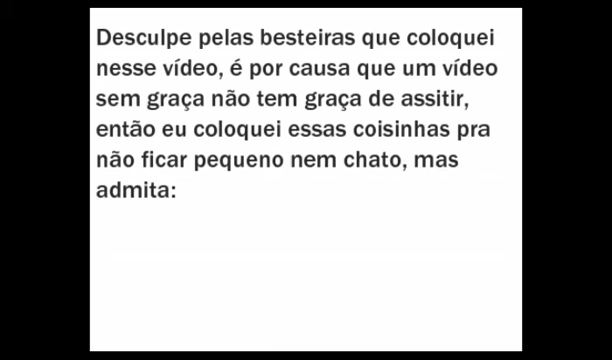 Desculpe pelas besteiras que coloquei
nesse vídeo, é por causa que um vídeo
sem graça não tem graça de assitir,
então eu coloquei essas coisinhas pra
não ficar pequeno nem chato, mas
admita: